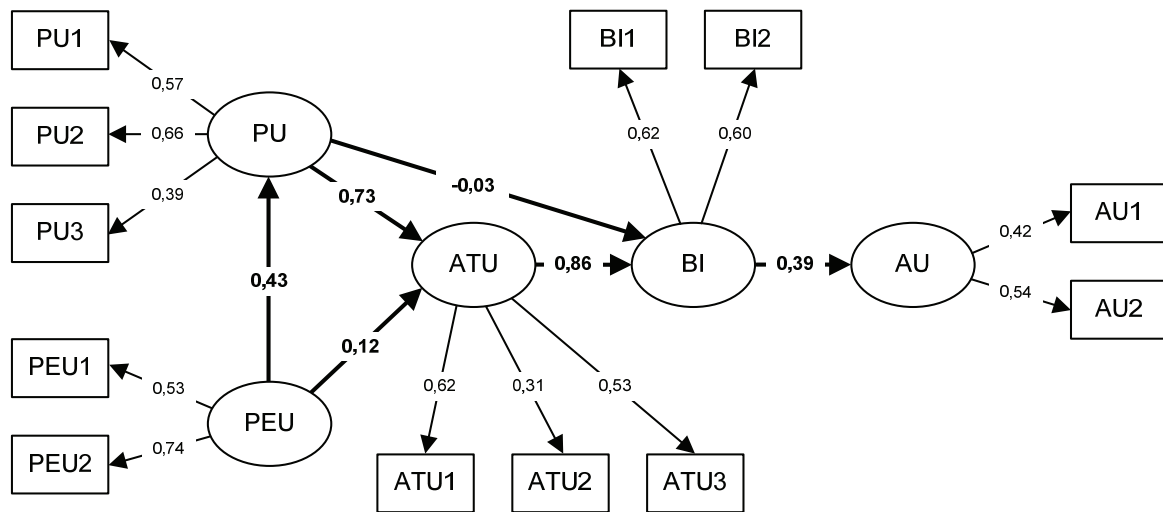 PU1
BI1
BI2
0,57
PU2
0,66
PU
0,62
0,60
0,39
-0,03
0,73
PU3
AU1
0,42
ATU
0,86
BI
0,39
AU
0,43
0,54
AU2
0,12
PEU1
0,53
0,62
0,31
0,53
PEU
0,74
PEU2
ATU1
ATU2
ATU3